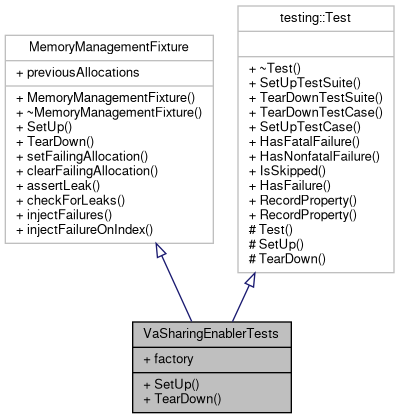 MemoryManagementFixture
+ previousAllocations
+ MemoryManagementFixture()
+ ~MemoryManagementFixture()
+ SetUp()
+ TearDown()
+ setFailingAllocation()
+ clearFailingAllocation()
+ assertLeak()
+ checkForLeaks()
+ injectFailures()
+ injectFailureOnIndex()
testing::Test
+ ~Test()
+ SetUpTestSuite()
+ TearDownTestSuite()
+ TearDownTestCase()
+ SetUpTestCase()
+ HasFatalFailure()
+ HasNonfatalFailure()
+ IsSkipped()
+ HasFailure()
+ RecordProperty()
+ RecordProperty()
# Test()
# SetUp()
# TearDown()
VaSharingEnablerTests
+ factory
+ SetUp()
+ TearDown()